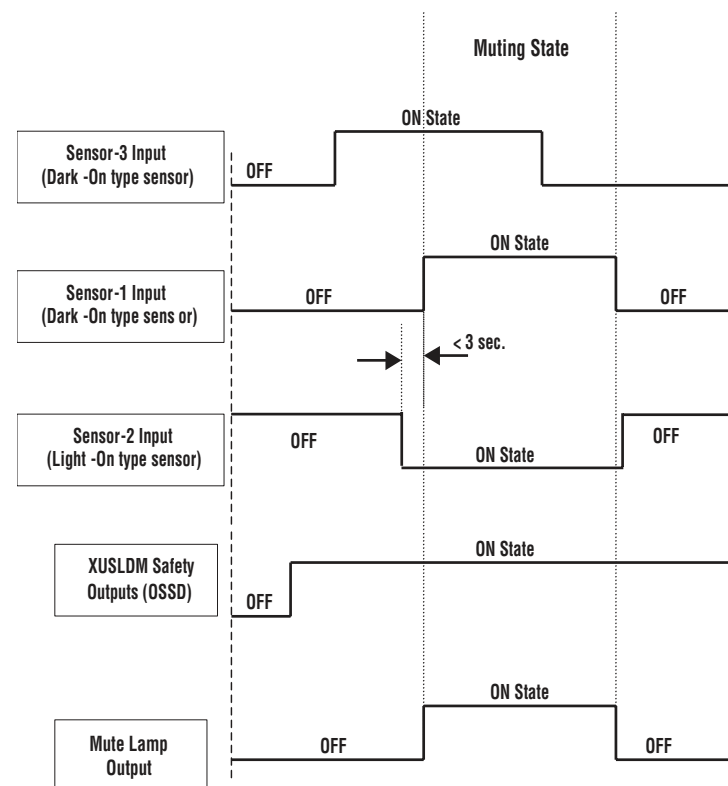 Muting State
ON State
Sensor-3 Input
(Dark -On type sensor)
OFF
ON State
Sensor-1 Input
(Dark -On type sens or)
OFF
OFF
< 3 sec.
Sensor-2 Input
(Light -On type sensor)
OFF
OFF
ON State
XUSLDM Safety
Outputs (OSSD)
ON State
OFF
ON State
Mute Lamp
Output
OFF
OFF